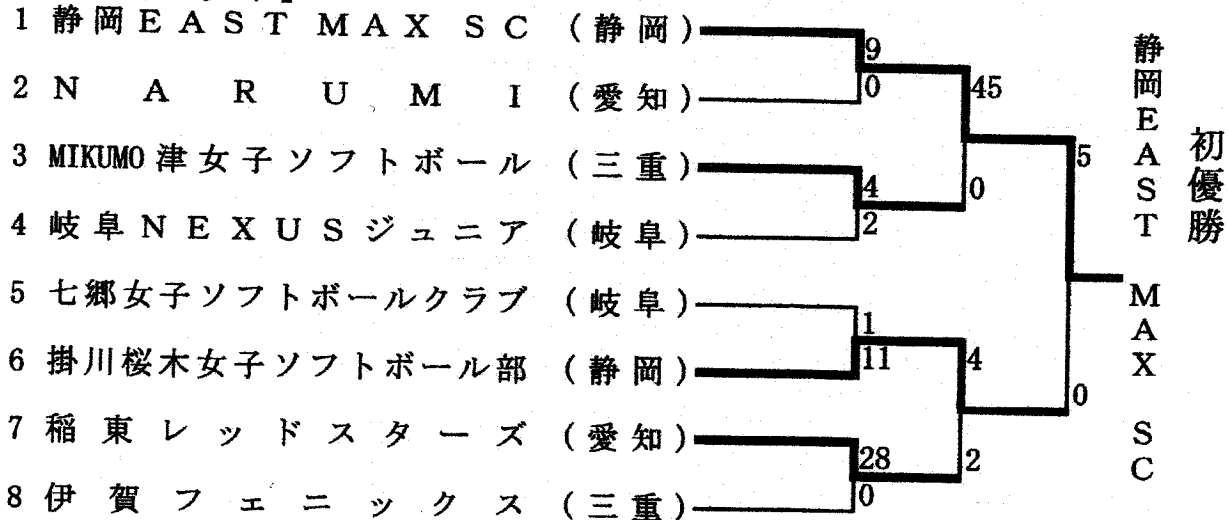 1 静岡EAST MAX SC (静岡)
2 NARUMI (愛知)
3 MIKUMO津女子ソフトボール (三重)
4 岐阜NEXUSジュニア (岐阜)
5 七郷女子ソフトボールクラブ (岐阜)
6 掛川桜木女子ソフトボール部 (静岡)
7 稲東レッドスターズ (愛知)
8 伊賀フェニックス (三重)
9
0
4
2
1
11
28
0
45
0
4
2
5
0
静岡EAST MAX SC
初優勝